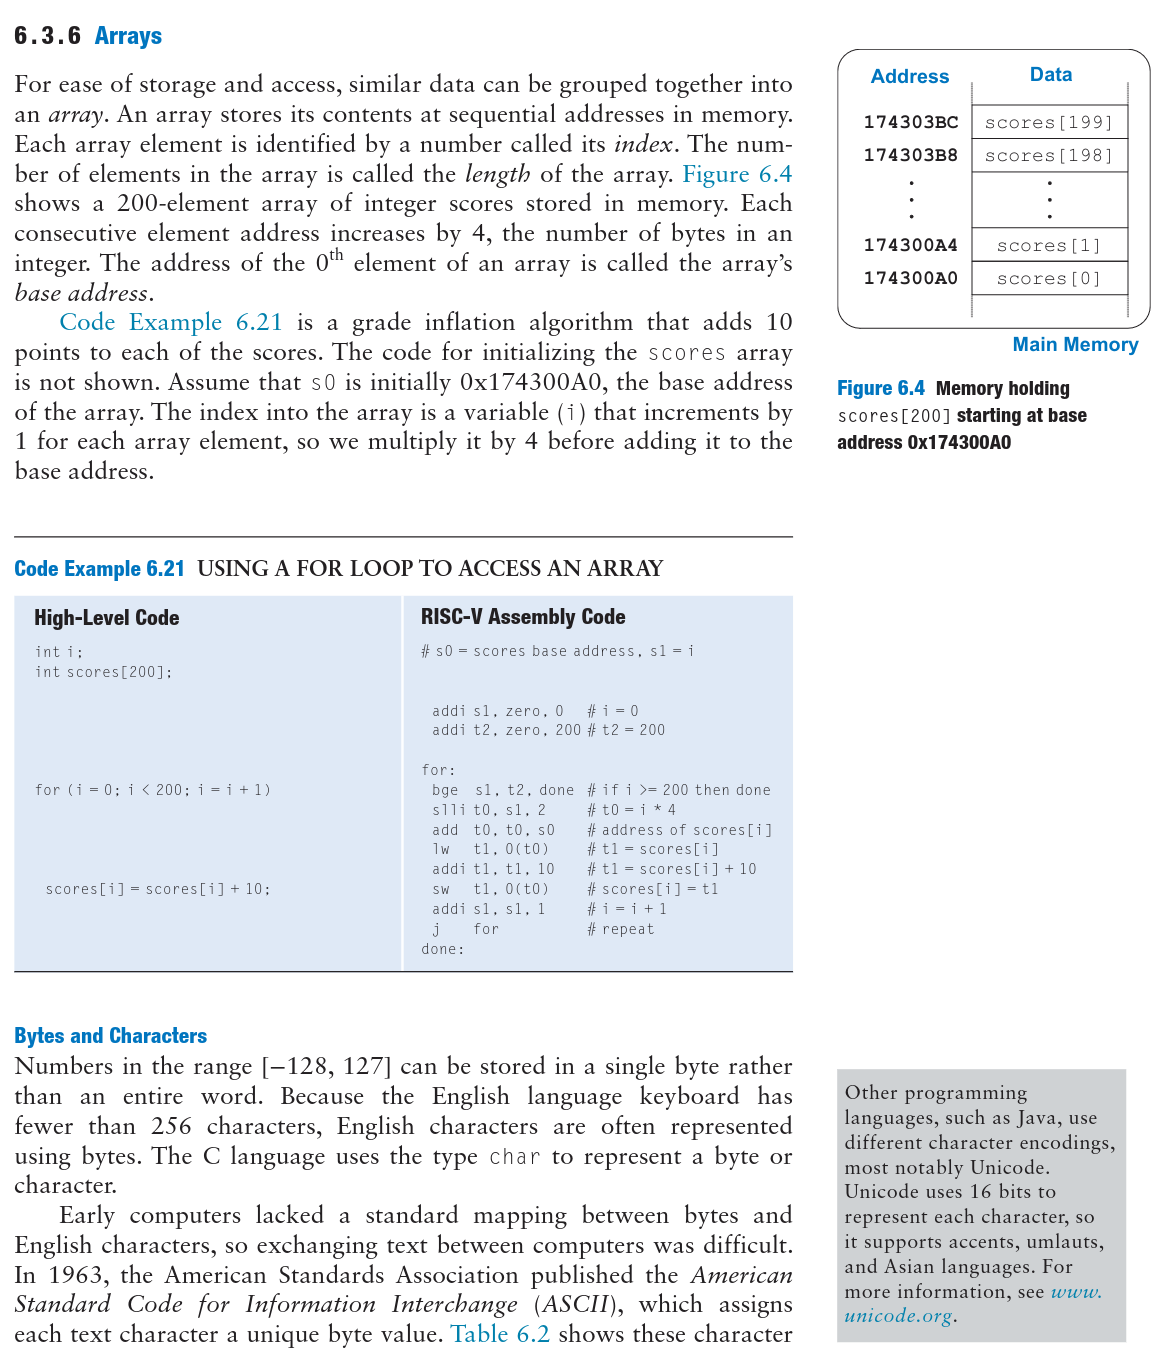 6.3.6 Arrays
For ease of storage and access, similar data can be grouped together into
an array. An array stores its contents at sequential addresses in memory.
Each array element is identified by a number called its index. The num-
ber of elements in the array is called the length of the array. Figure 6.4
shows a 200-element array of integer scores stored in memory. Each
consecutive element address increases by 4, the number of bytes in an
integer. The address of the 0th element of an array is called the array's
base address.
Code Example 6.21 is a grade inflation algorithm that adds 10
points to each of the scores. The code for initializing the scores array
is not shown. Assume that s0 is initially 0x174300A0, the base address
of the array. The index into the array is a variable (i) that increments by
1 for each array element, so we multiply it by 4 before adding it to the
base address.
Address Data
174303BC scores[199]
174303B8 scores[198]
174300A4 scores[1]
174300A0 scores[0]
Main Memory
Figure 6.4 Memory holding
scores[200] starting at base
address 0x174300A0
Code Example 6.21 USING A FOR LOOP TO ACCESS AN ARRAY
High-Level Code
int i;
int scores[200];
for (i = 0; i < 200; i = i + 1)
scores[i] = scores[i] + 10;
RISC-V Assembly Code
# s0 = scores base address, s1 = i
addi s1, zero, 0 # i = 0
addi t2, zero, 200 # t2 = 200
for:
bge s1, t2, done # if i >= 200 then done
slli t0, s1, 2 # t0 = i * 4
add t0, t0, s0 # address of scores[i]
lw t1, 0(t0) # t1 = scores[i]
addi t1, t1, 10 # t1 = scores[i] + 10
sw t1, 0(t0) # scores[i] = t1
addi s1, s1, 1 # i = i + 1
j for # repeat
done:
Bytes and Characters
Numbers in the range [−128, 127] can be stored in a single byte rather
than an entire word. Because the English language keyboard has
fewer than 256 characters, English characters are often represented
using bytes. The C language uses the type char to represent a byte or
character.
Early computers lacked a standard mapping between bytes and
English characters, so exchanging text between computers was difficult.
In 1963, the American Standards Association published the American
Standard Code for Information Interchange (ASCII), which assigns
each text character a unique byte value. Table 6.2 shows these character
Other programming
languages, such as Java, use
different character encodings,
most notably Unicode.
Unicode uses 16 bits to
represent each character, so
it supports accents, umlauts,
and Asian languages. For
more information, see www.
unicode.org.